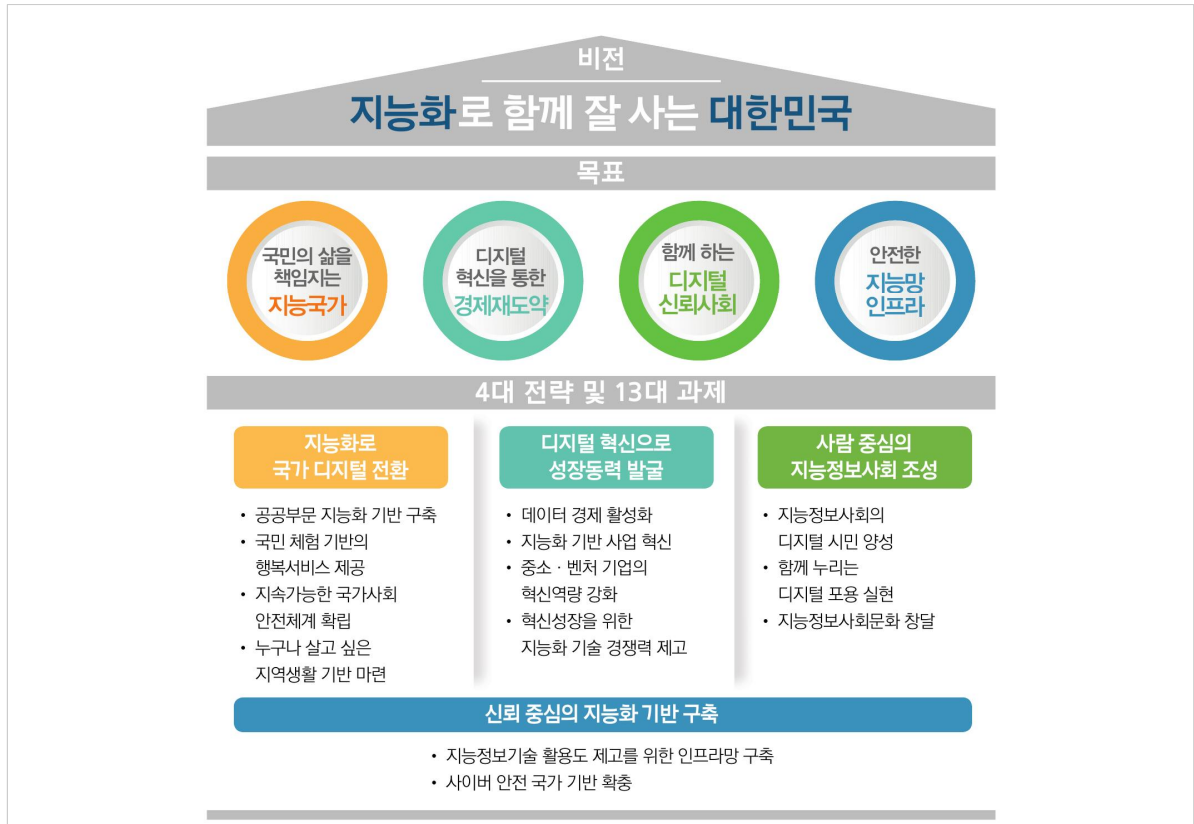 비전
지능화로 함께 잘 사는 대한민국
목표
국민의 삶을
책임지는
지능국가
디지털
혁신을 통한
경제재도약
함께 하는
디지털
신뢰사회
안전한
지능망
인프라
4대 전략 및 13대 과제
지능화로
국가 디지털 전환
• 공공부문 지능화 기반 구축
• 국민 체험 기반의
행복서비스 제공
• 지속가능한 국가사회
안전체계 확립
• 누구나 살고 싶은
지역생활 기반 마련
디지털 혁신으로
성장동력 발굴
• 데이터 경제 활성화
• 지능화 기반 사업 혁신
• 중소 · 벤처 기업의
혁신역량 강화
• 혁신성장을 위한
지능화 기술 경쟁력 제고
사람 중심의
지능정보사회 조성
• 지능정보사회의
디지털 시민 양성
• 함께 누리는
디지털 포용 실현
• 지능정보사회문화 창달
신뢰 중심의 지능화 기반 구축
• 지능정보기술 활용도 제고를 위한 인프라망 구축
• 사이버 안전 국가 기반 확충